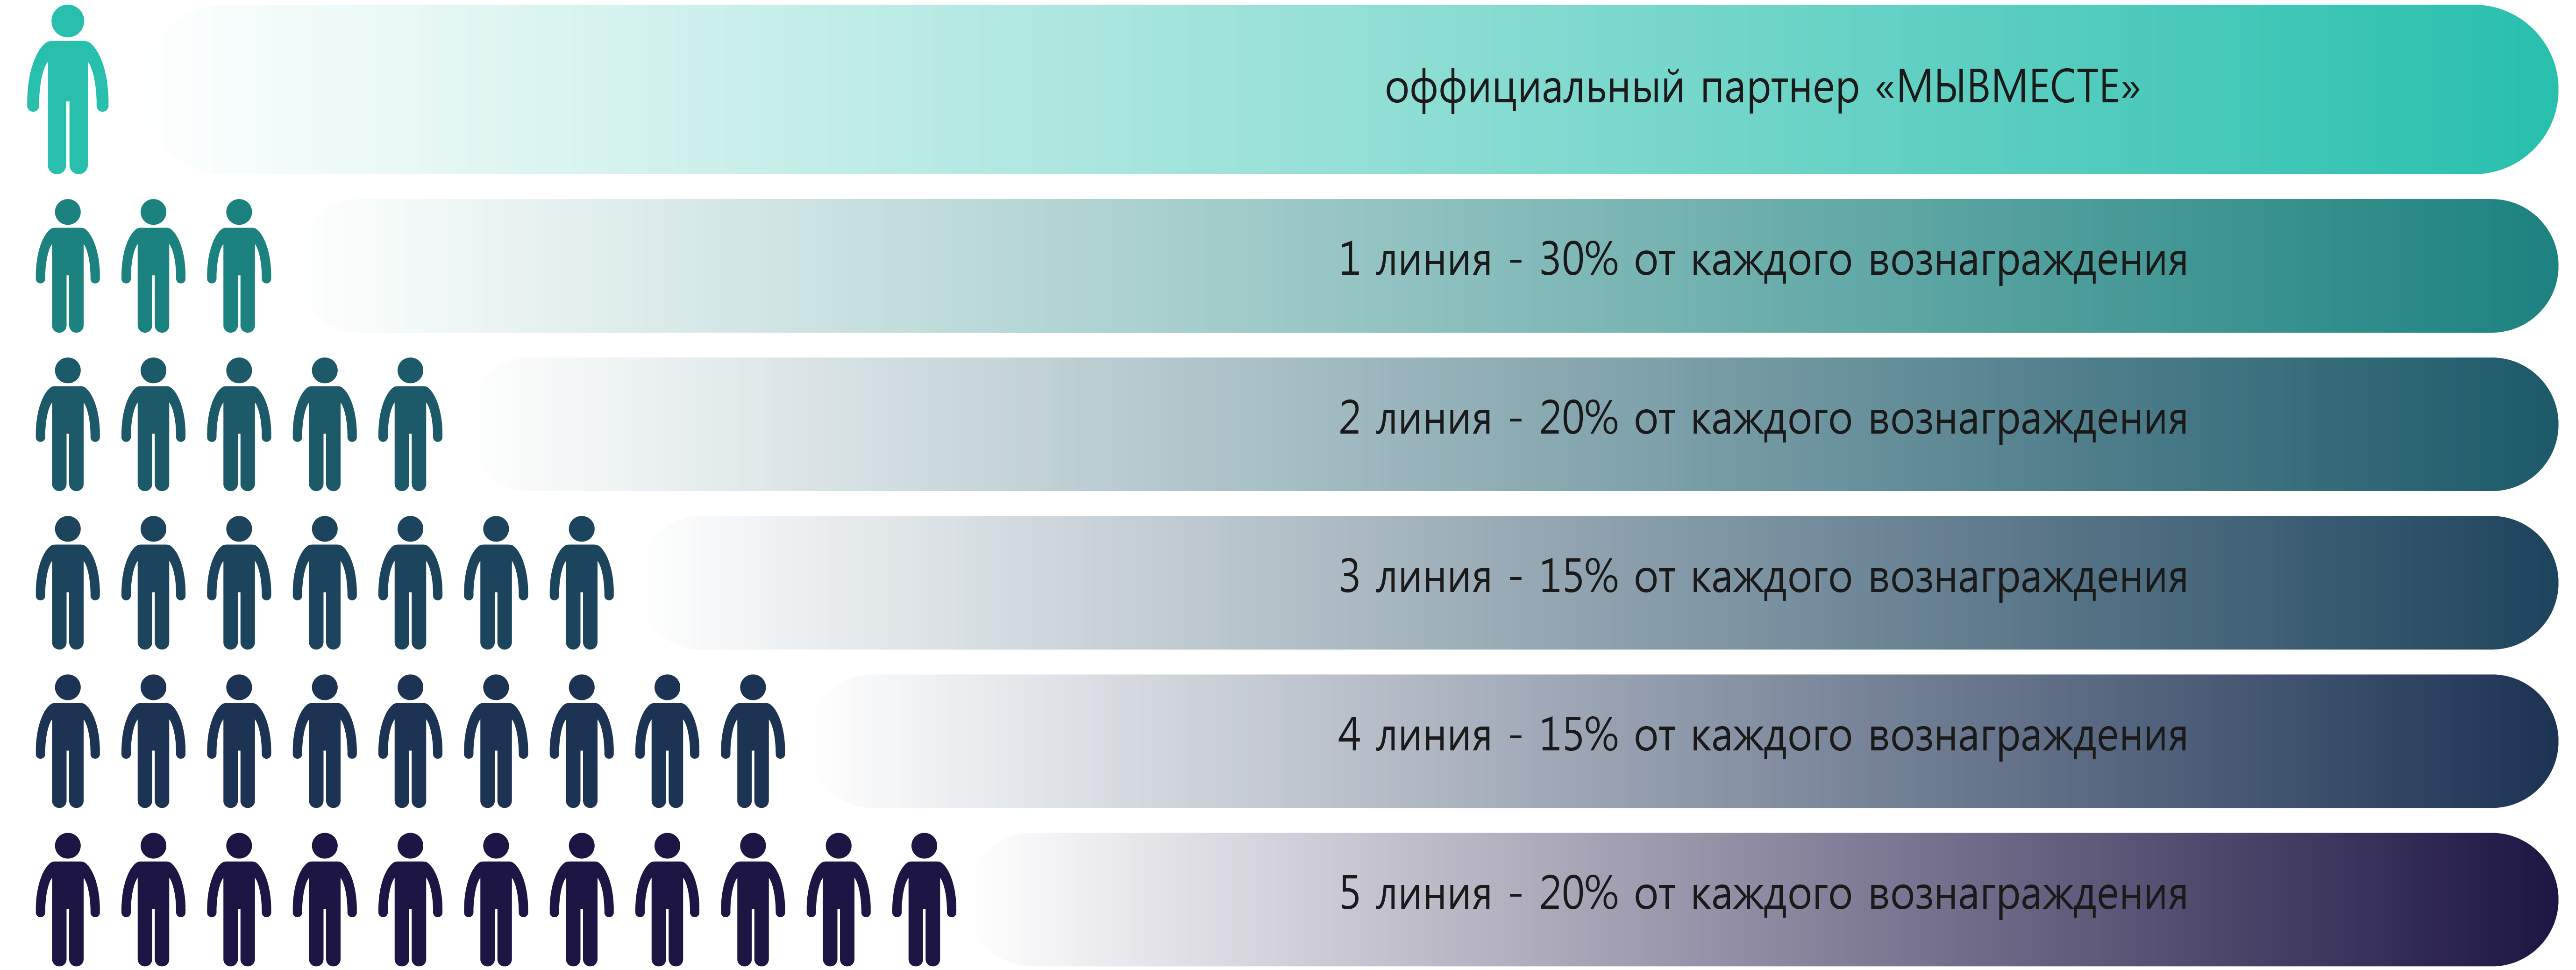 оффициальный партнер «МЫВМЕСТЕ»
1 линия - 30% от каждого вознаграждения
2 линия - 20% от каждого вознаграждения
3 линия - 15% от каждого вознаграждения
4 линия - 15% от каждого вознаграждения
5 линия - 20% от каждого вознаграждения